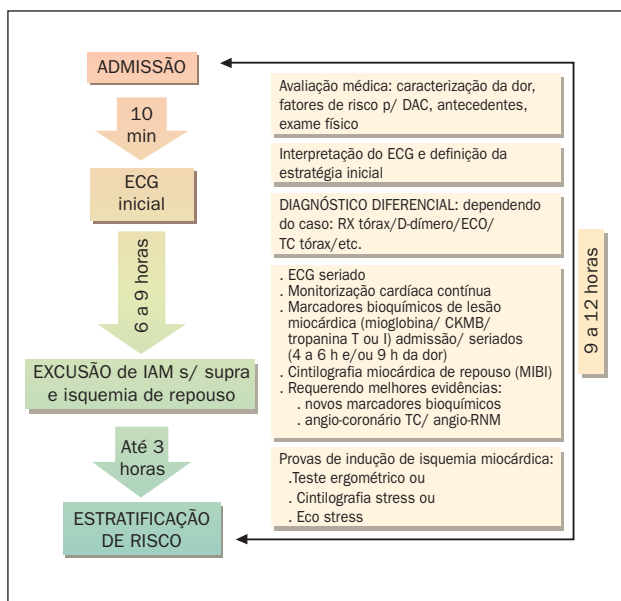 ADMISSÃO
10
min
ECG
inicial
6 a 9 horas
EXCUSÃO de IAM s/ supra
e isquemia de repouso
Até 3
horas
ESTRATIFICAÇÃO
DE RISCO
Avaliação médica: caracterização da dor,
fatores de risco p/ DAC, antecedentes,
exame físico
Interpretação do ECG e definição da
estratégia inicial
DIAGNÓSTICO DIFERENCIAL: dependendo
do caso: RX tórax/D-dímero/ECO/
TC tórax/etc.
. ECG seriado
. Monitorização cardíaca contínua
. Marcadores bioquímicos de lesão
miocárdica (mioglobina/ CKMB/
tropanina T ou I) admissão/ seriados
(4 a 6 h e/ou 9 h da dor)
. Cintilografia miocárdica de repouso (MIBI)
. Requerendo melhores evidências:
. novos marcadores bioquímicos
. angio-coronário TC/ angio-RNM
Provas de indução de isquemia miocárdica:
.Teste ergométrico ou
. Cintilografia stress ou
. Eco stress
9 a 12 horas